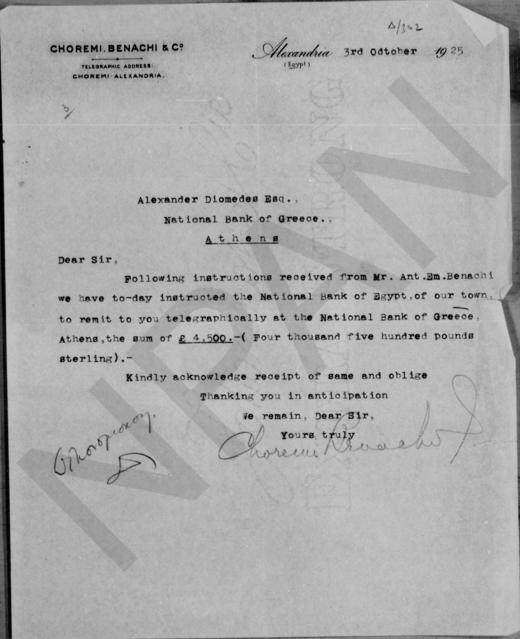 Δ/302
CHOREMI, BENACHI & Cº
Alexandria 3rd Odtober 1925
(Egypt)
TELEGRAPHIC ADDRESS:
CHOREMI-ALEXANDRIA.
3
Alexander Diomedes Esq.,
National Bank of Greece.,
Athens
Dear Sir,
Following instructions received from Mr. Ant.Em.Benachi
we have to-day instructed the National Bank of Egypt,of our town,
to remit to you telegraphically at the National Bank of Greece,
Athens,the sum of £ 4,500.-( Four thousand five hundred pounds
sterling).-
Kindly acknowledge receipt of same and oblige
Thanking you in anticipation
We remain, Dear Sir,
Yours truly
Choremi Benachi